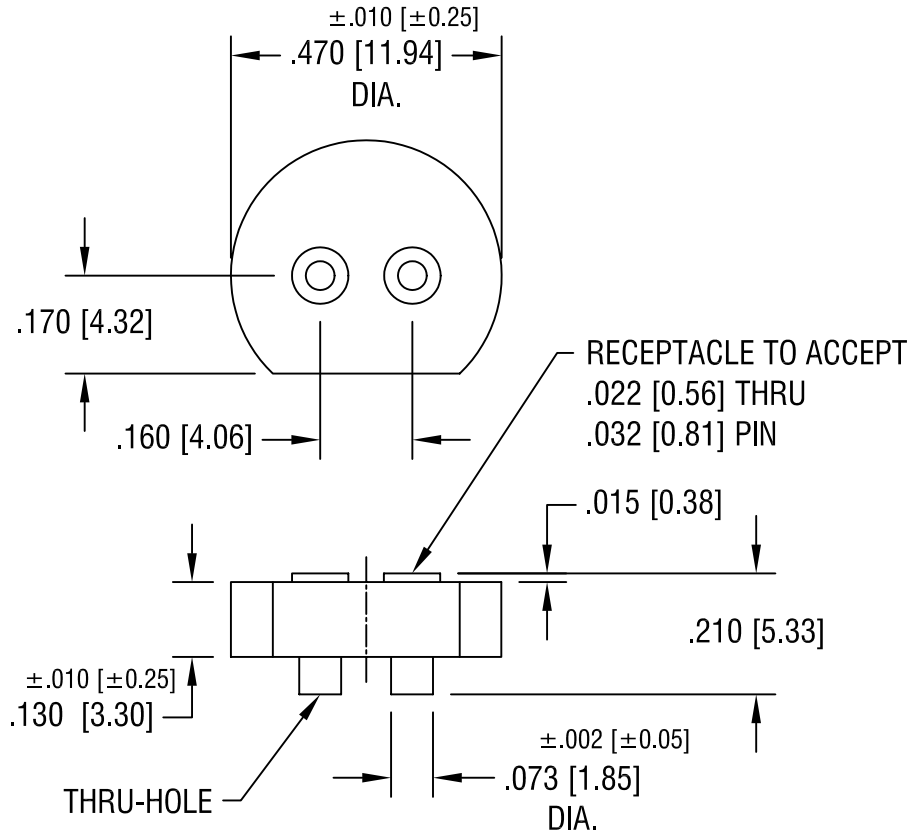 ±.010 [±0.25]
.470 [11.94]
DIA.
.170 [4.32]
RECEPTACLE TO ACCEPT
.022 [0.56] THRU
.032 [0.81] PIN
.160 [4.06]
.015 [0.38]
.210 [5.33]
±.010 [±0.25]
.130 [3.30]
±.002 [±0.05]
.073 [1.85]
DIA.
THRU-HOLE